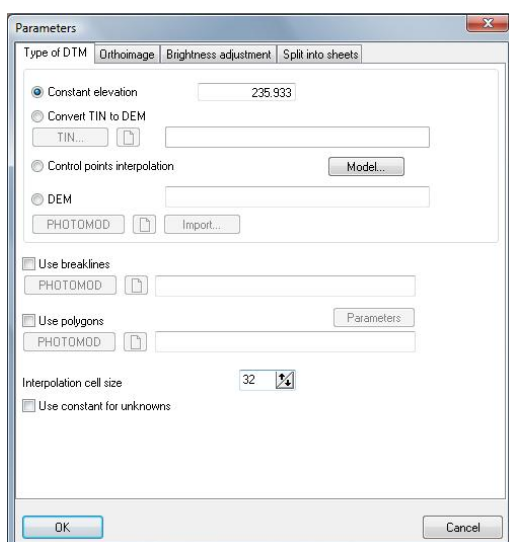 Parameters
Type of DTM Orthoimage Brightness adjustment Split into sheets
Constant elevation 235.933
Convert TIN to DEM
TIN...
Control points interpolation Model...
DEM
PHOTOMOD Import...
Use breaklines
PHOTOMOD
Use polygons Parameters
PHOTOMOD
Interpolation cell size 32
Use constant for unknowns
OK Cancel